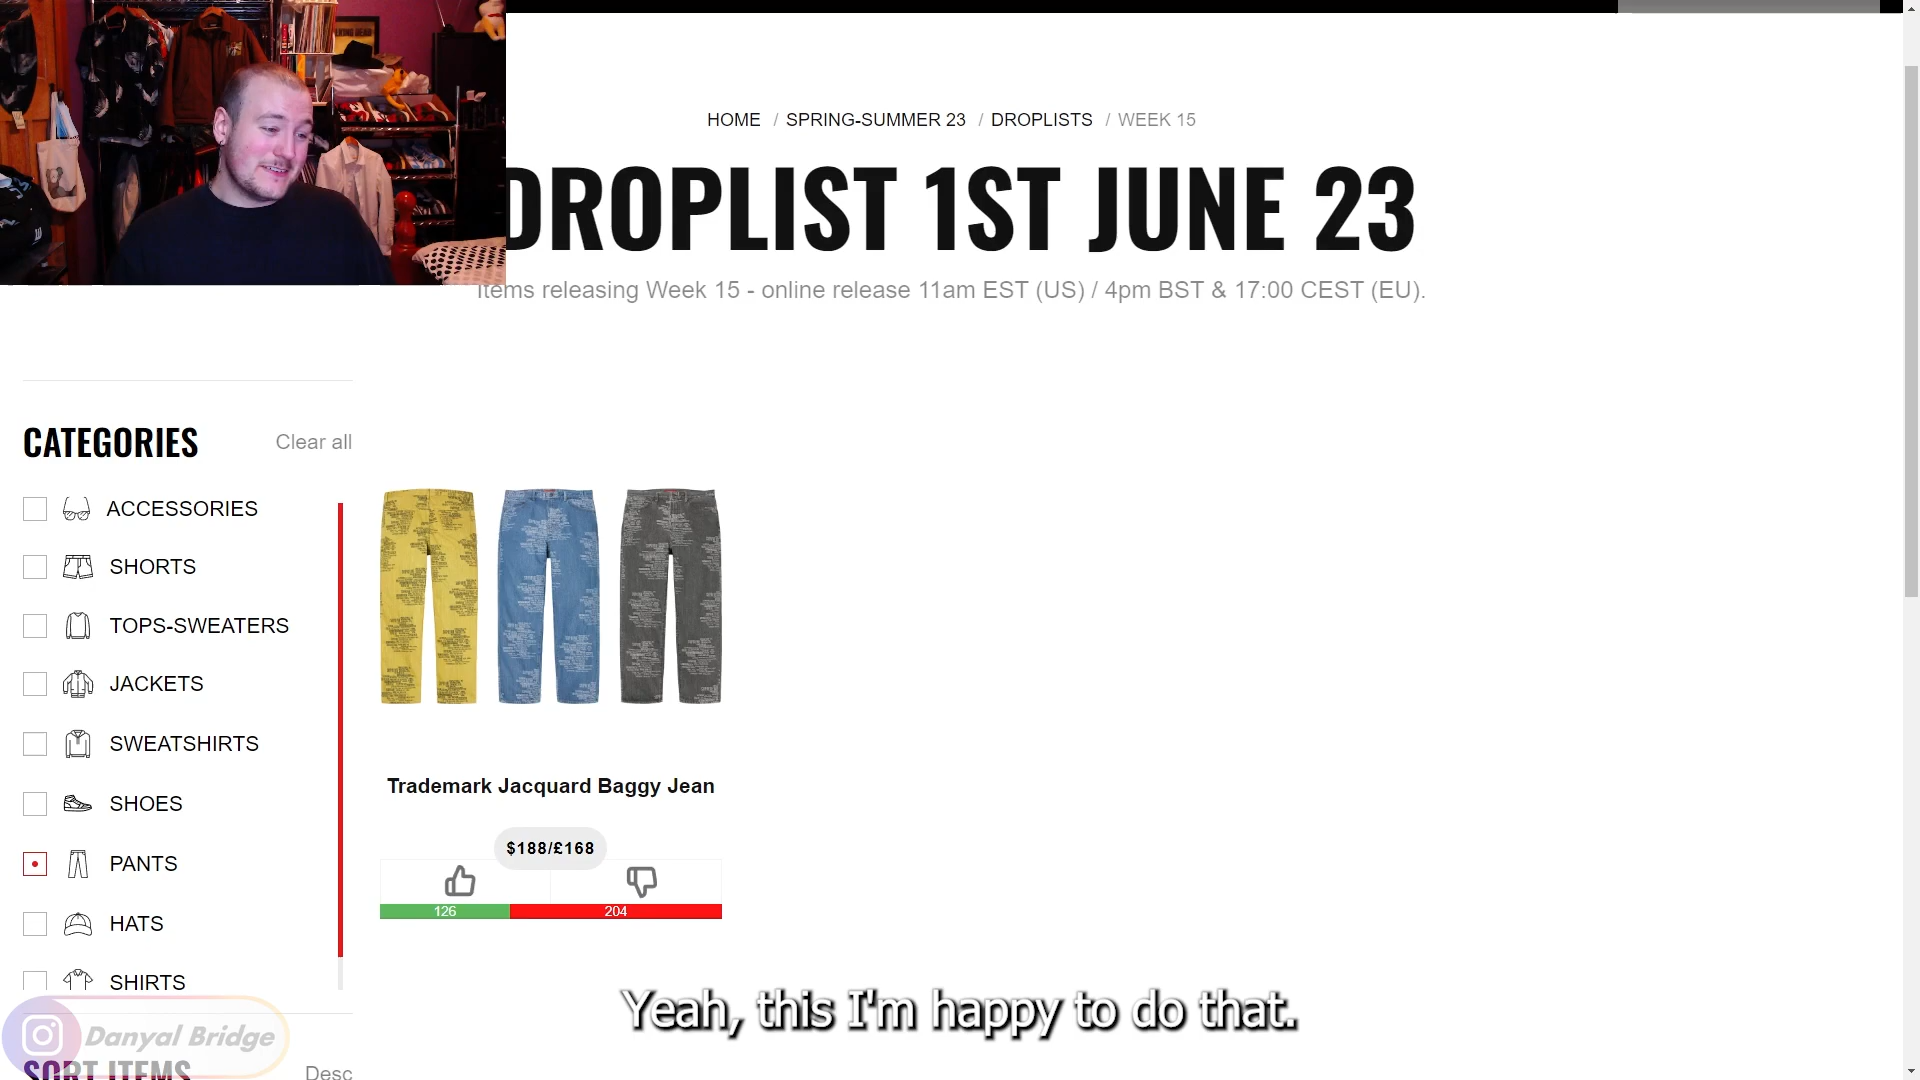 HOME / SPRING-SUMMER 23 / DROPLISTS / WEEK 15
DROPLIST 1ST JUNE 23
Items releasing Week 15 - online release 11am EST (US) / 4pm BST & 17:00 CEST (EU).
CATEGORIES
Clear all
ACCESSORIES
SHORTS
TOPS-SWEATERS
JACKETS
SWEATSHIRTS
SHOES
PANTS
HATS
SHIRTS
Trademark Jacquard Baggy Jean
$188/£168
126
204
Yeah, this I'm happy to do that.
Danyal Bridge
SORT ITEMS
Desc